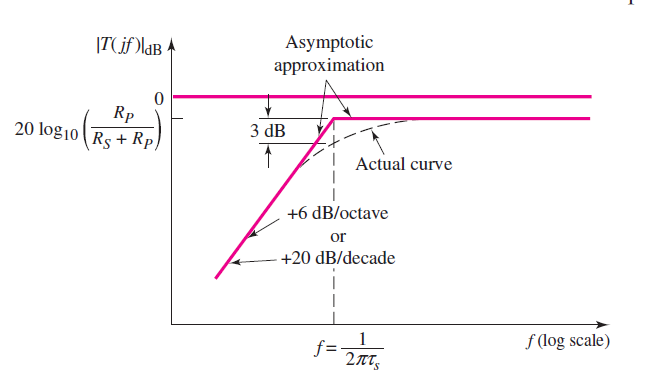 |T(jf)|dB
Asymptotic
approximation
0
20 log10 (RP / (RS + RP))
3 dB
Actual curve
+6 dB/octave
or
+20 dB/decade
f = 1 / 2πτs
f (log scale)